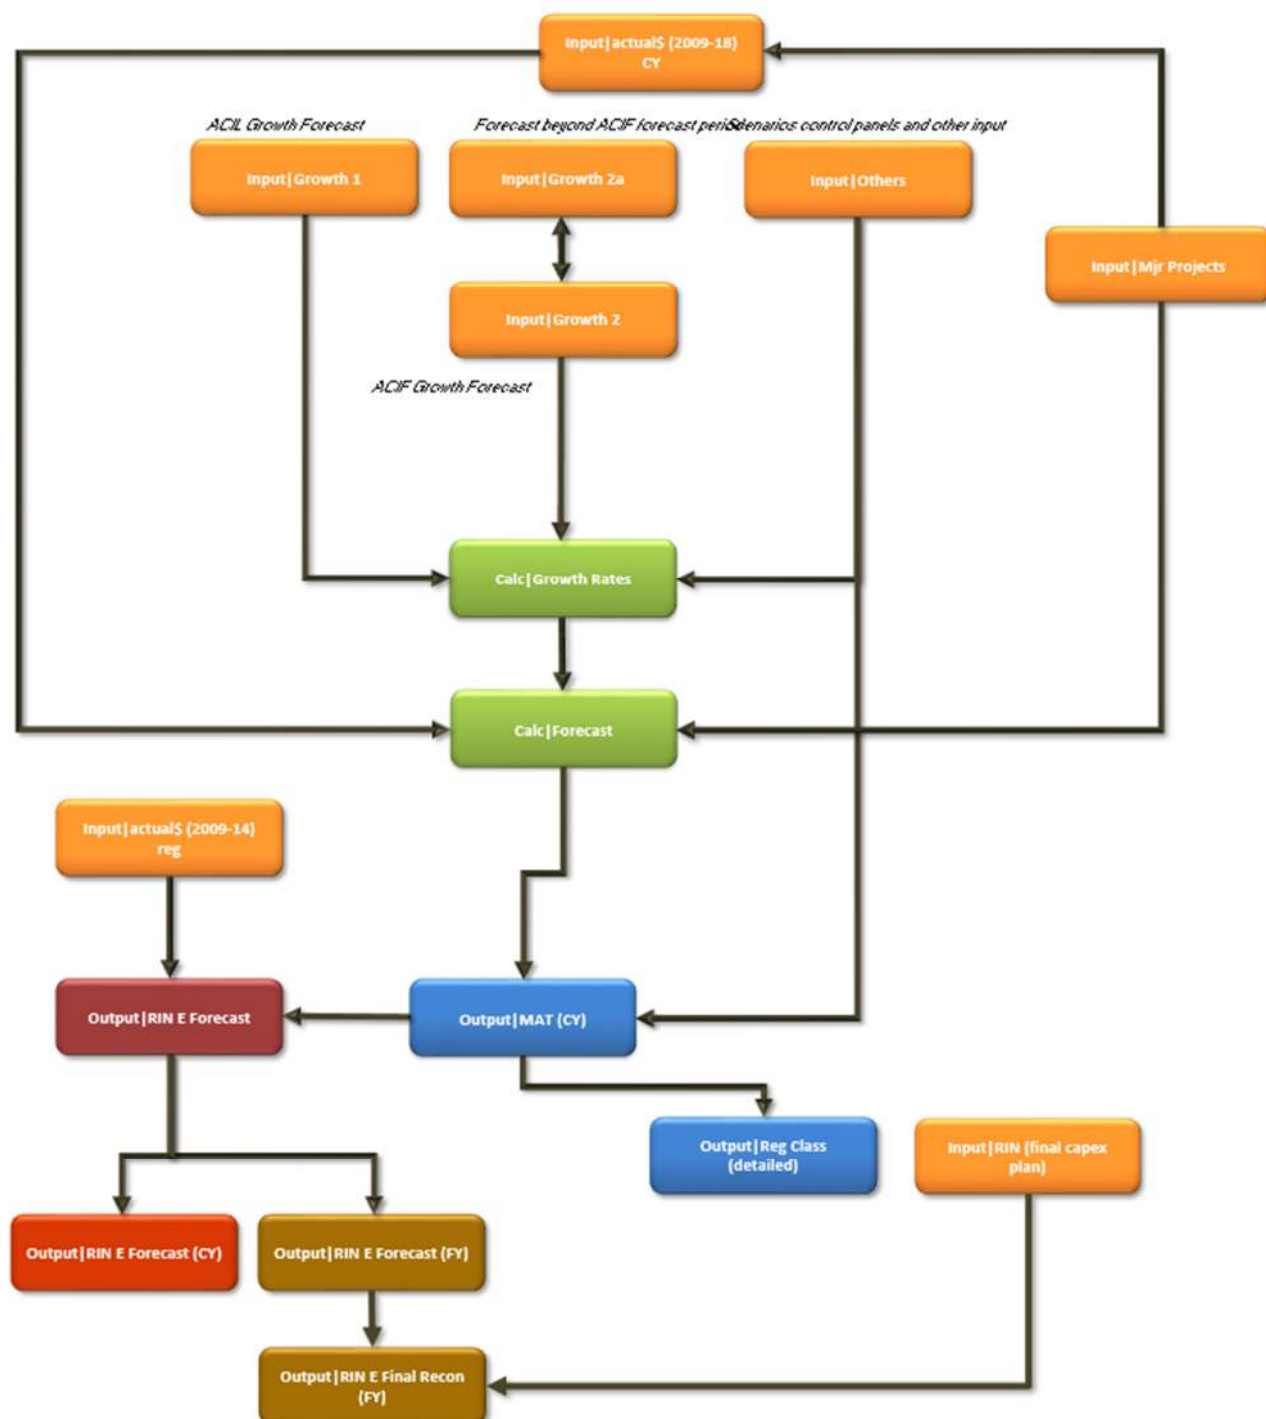 Input|actual$ (2009-18)
CY
ACIL Growth Forecast
Forecast beyond ACIF forecast period
Scenarios control panels and other input
Input|Growth 1
Input|Growth 2a
Input|Others
Input|Mjr Projects
Input|Growth 2
ACIF Growth Forecast
Calc|Growth Rates
Calc|Forecast
Input|actual$ (2009-14)
reg
Output|RIN E Forecast
Output|MAT (CY)
Output|Reg Class
(detailed)
Input|RIN (final capex
plan)
Output|RIN E Forecast (CY)
Output|RIN E Forecast (FY)
Output|RIN E Final Recon
(FY)